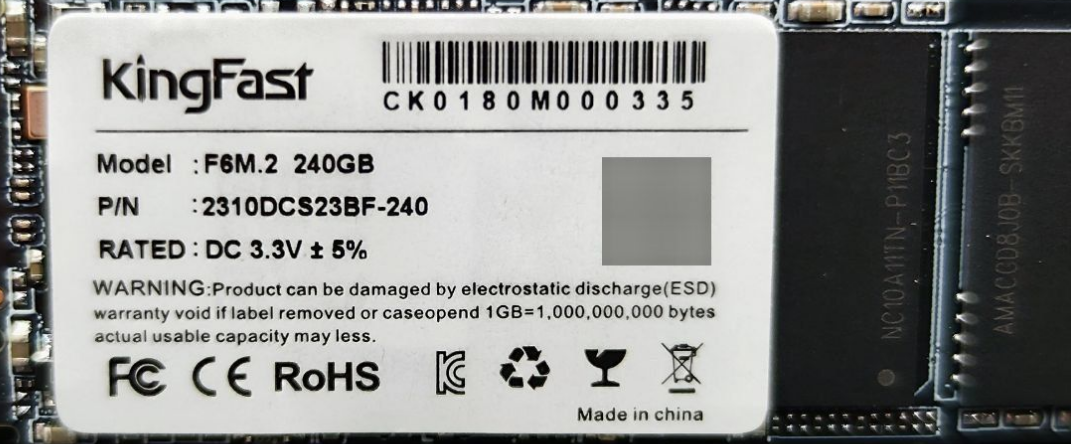 KingFast
CK0180M000335
Model :F6M.2 240GB
P/N :2310DCS23BF-240
RATED : DC 3.3V ± 5%
WARNING:Product can be damaged by electrostatic discharge(ESD)
warranty void if label removed or caseopend 1GB=1,000,000,000 bytes
actual usable capacity may less.
FC CE RoHS
Made in china
NC10A11TN-P11BC3
AMACCD8J0B-SKKBM11